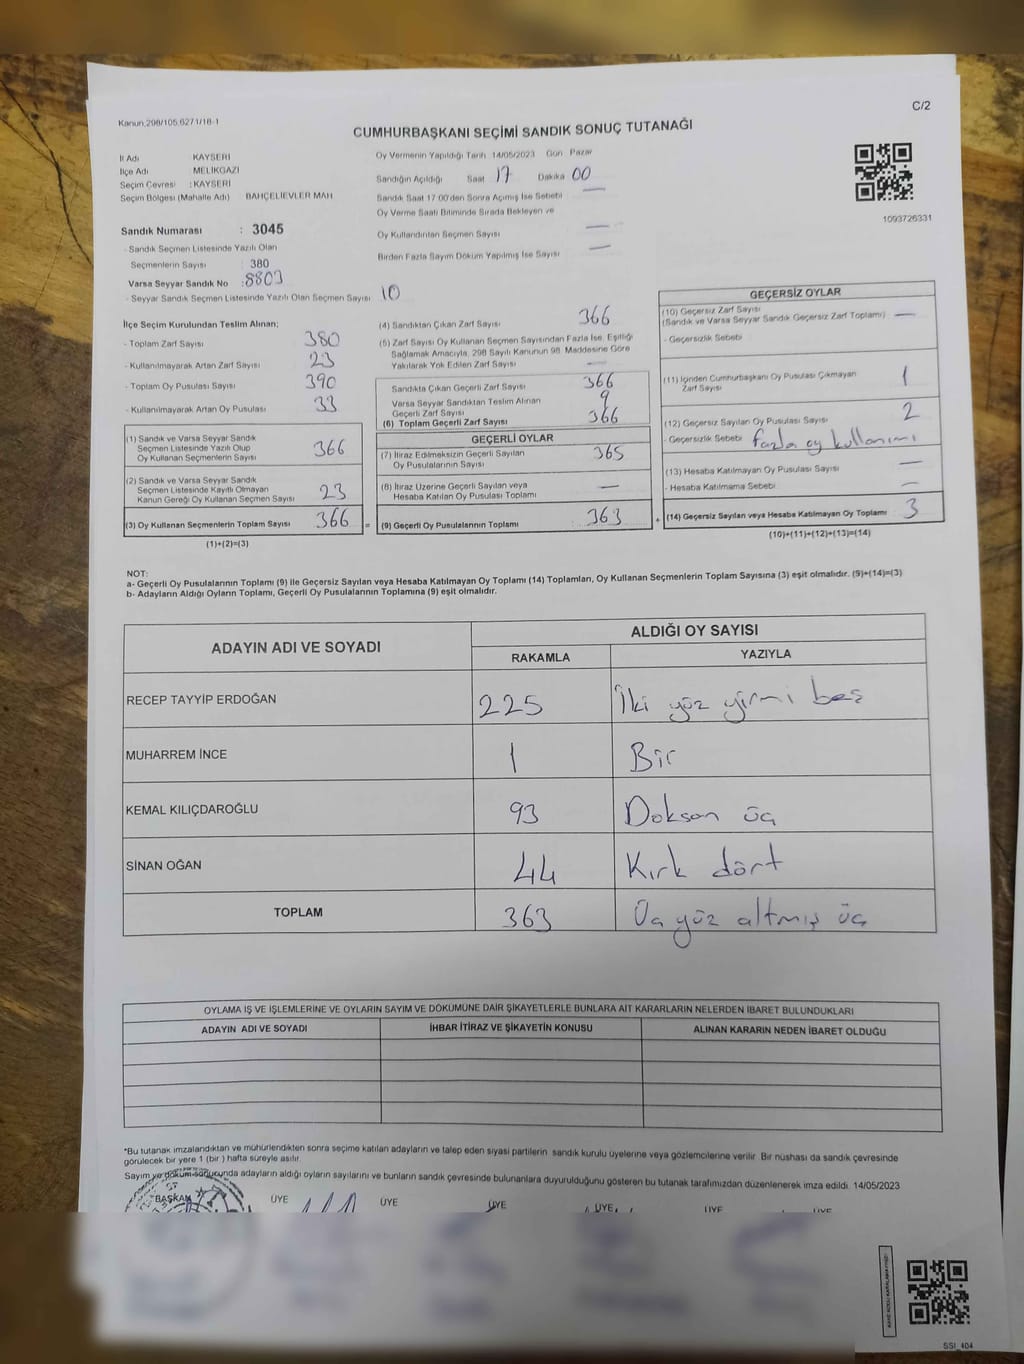 C/2
Kanun 298/105.6271/18-1
CUMHURBAŞKANI SEÇİMİ SANDIK SONUÇ TUTANAĞI
İl Adı KAYSERİ
İlçe Adı MELİKGAZİ
Seçim Çevresi : KAYSERİ
Seçim Bölgesi (Mahalle Adı) BAHÇELİEVLER MAH
Sandık Numarası : 3045
- Sandık Seçmen Listesinde Yazılı Olan
Seçmenlerin Sayısı : 380
Varsa Seyyar Sandık No : 8803
- Seyyar Sandık Seçmen Listesinde Yazılı Olan Seçmen Sayısı 10
Oy Vermenin Yapıldığı Tarih 14/05/2023 Gün Pazar
Sandığın Açıldığı Saat 17 Dakika 00
Sandık Saat 17:00'den Sonra Açılmış İse Sebebi —
Oy Verme Saati Bitiminde Sırada Bekleyen ve
Oy Kullandırılan Seçmen Sayısı —
Birden Fazla Sayım Döküm Yapılmış İse Sayısı —
1093726331
İlçe Seçim Kurulundan Teslim Alınan;
- Toplam Zarf Sayısı 380
- Kullanılmayarak Artan Zarf Sayısı 23
- Toplam Oy Pusulası Sayısı 390
- Kullanılmayarak Artan Oy Pusulası 33
(1) Sandık ve Varsa Seyyar Sandık
Seçmen Listesinde Yazılı Olup
Oy Kullanan Seçmenlerin Sayısı 366
(2) Sandık ve Varsa Seyyar Sandık
Seçmen Listesinde Kayıtlı Olmayan
Kanun Gereği Oy Kullanan Seçmen Sayısı 23
(3) Oy Kullanan Seçmenlerin Toplam Sayısı 366
(1)+(2)=(3)
(4) Sandıktan Çıkan Zarf Sayısı 366
(5) Zarf Sayısı Oy Kullanan Seçmen Sayısından Fazla İse, Eşitliği
Sağlamak Amacıyla, 298 Sayılı Kanunun 98. Maddesine Göre
Yakılarak Yok Edilen Zarf Sayısı —
Sandıkta Çıkan Geçerli Zarf Sayısı 366
Varsa Seyyar Sandıktan Teslim Alınan
Geçerli Zarf Sayısı 9
(6) Toplam Geçerli Zarf Sayısı 366
GEÇERLİ OYLAR
(7) İtiraz Edilmeksizin Geçerli Sayılan
Oy Pusulalarının Sayısı 365
(8) İtiraz Üzerine Geçerli Sayılan veya
Hesaba Katılan Oy Pusulası Toplamı —
= (9) Geçerli Oy Pusulalarının Toplamı 363
GEÇERSİZ OYLAR
(10) Geçersiz Zarf Sayısı
(Sandık ve Varsa Seyyar Sandık Geçersiz Zarf Toplamı) —
- Geçersizlik Sebebi
(11) İçinden Cumhurbaşkanı Oy Pusulası Çıkmayan
Zarf Sayısı 1
(12) Geçersiz Sayılan Oy Pusulası Sayısı 2
- Geçersizlik Sebebi fazla oy kullanımı
(13) Hesaba Katılmayan Oy Pusulası Sayısı —
- Hesaba Katılmama Sebebi —
+ (14) Geçersiz Sayılan veya Hesaba Katılmayan Oy Toplamı 3
(10)+(11)+(12)+(13)=(14)
NOT:
a- Geçerli Oy Pusulalarının Toplamı (9) ile Geçersiz Sayılan veya Hesaba Katılmayan Oy Toplamı (14) Toplamları, Oy Kullanan Seçmenlerin Toplam Sayısına (3) eşit olmalıdır. (9)+(14)=(3)
b- Adayların Aldığı Oyların Toplamı, Geçerli Oy Pusulalarının Toplamına (9) eşit olmalıdır.
ADAYIN ADI VE SOYADI ALDIĞI OY SAYISI
RAKAMLA YAZIYLA
RECEP TAYYİP ERDOĞAN 225 İki yüz yirmi beş
MUHARREM İNCE 1 Bir
KEMAL KILIÇDAROĞLU 93 Doksan üç
SİNAN OĞAN 44 Kırk dört
TOPLAM 363 Üç yüz altmış üç
OYLAMA İŞ VE İŞLEMLERİNE VE OYLARIN SAYIM VE DÖKÜMÜNE DAİR ŞİKAYETLERLE BUNLARA AİT KARARLARIN NELERDEN İBARET BULUNDUKLARI
ADAYIN ADI VE SOYADI İHBAR İTİRAZ VE ŞİKAYETİN KONUSU ALINAN KARARIN NEDEN İBARET OLDUĞU
*Bu tutanak imzalandıktan ve mühürlendikten sonra seçime katılan adayların ve talep eden siyasi partilerin sandık kurulu üyelerine veya gözlemcilerine verilir. Bir nüshası da sandık çevresinde
görülecek bir yere 1 (bir ) hafta süreyle asılır.
Sayım ve döküm sonucunda adayların aldığı oyların sayılarını ve bunların sandık çevresinde bulunanlara duyurulduğunu gösteren bu tutanak tarafımızdan düzenlenerek imza edildi. 14/05/2023
BAŞKAN ÜYE ÜYE ÜYE ÜYE ÜYE ÜYE
SSİ_404